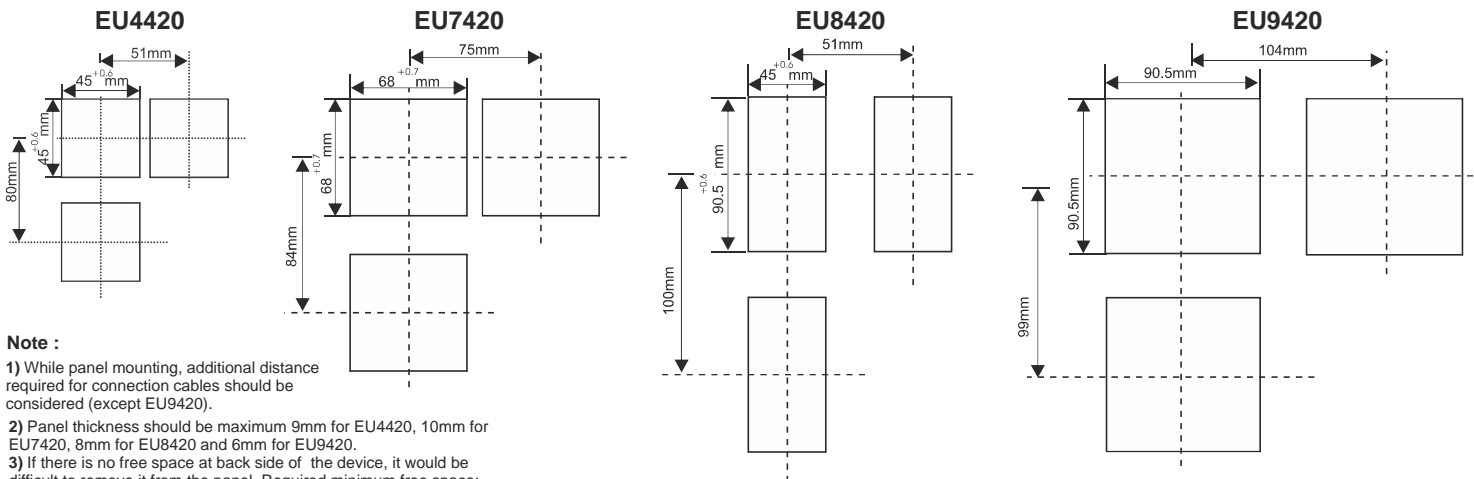 EU4420
51mm
45+0.6 mm
45+0.6 mm
80mm
EU7420
75mm
68 +0.7 mm
68 +0.7 mm
84mm
EU8420
51mm
45+0.6 mm
90.5 +0.6 mm
100mm
EU9420
104mm
90.5mm
90.5mm
99mm
Note :
1) While panel mounting, additional distance
required for connection cables should be
considered (except EU9420).
2) Panel thickness should be maximum 9mm for EU4420, 10mm for
EU7420, 8mm for EU8420 and 6mm for EU9420.
3) If there is no free space at back side of the device, it would be
difficult to remove it from the panel. Required minimum free space: